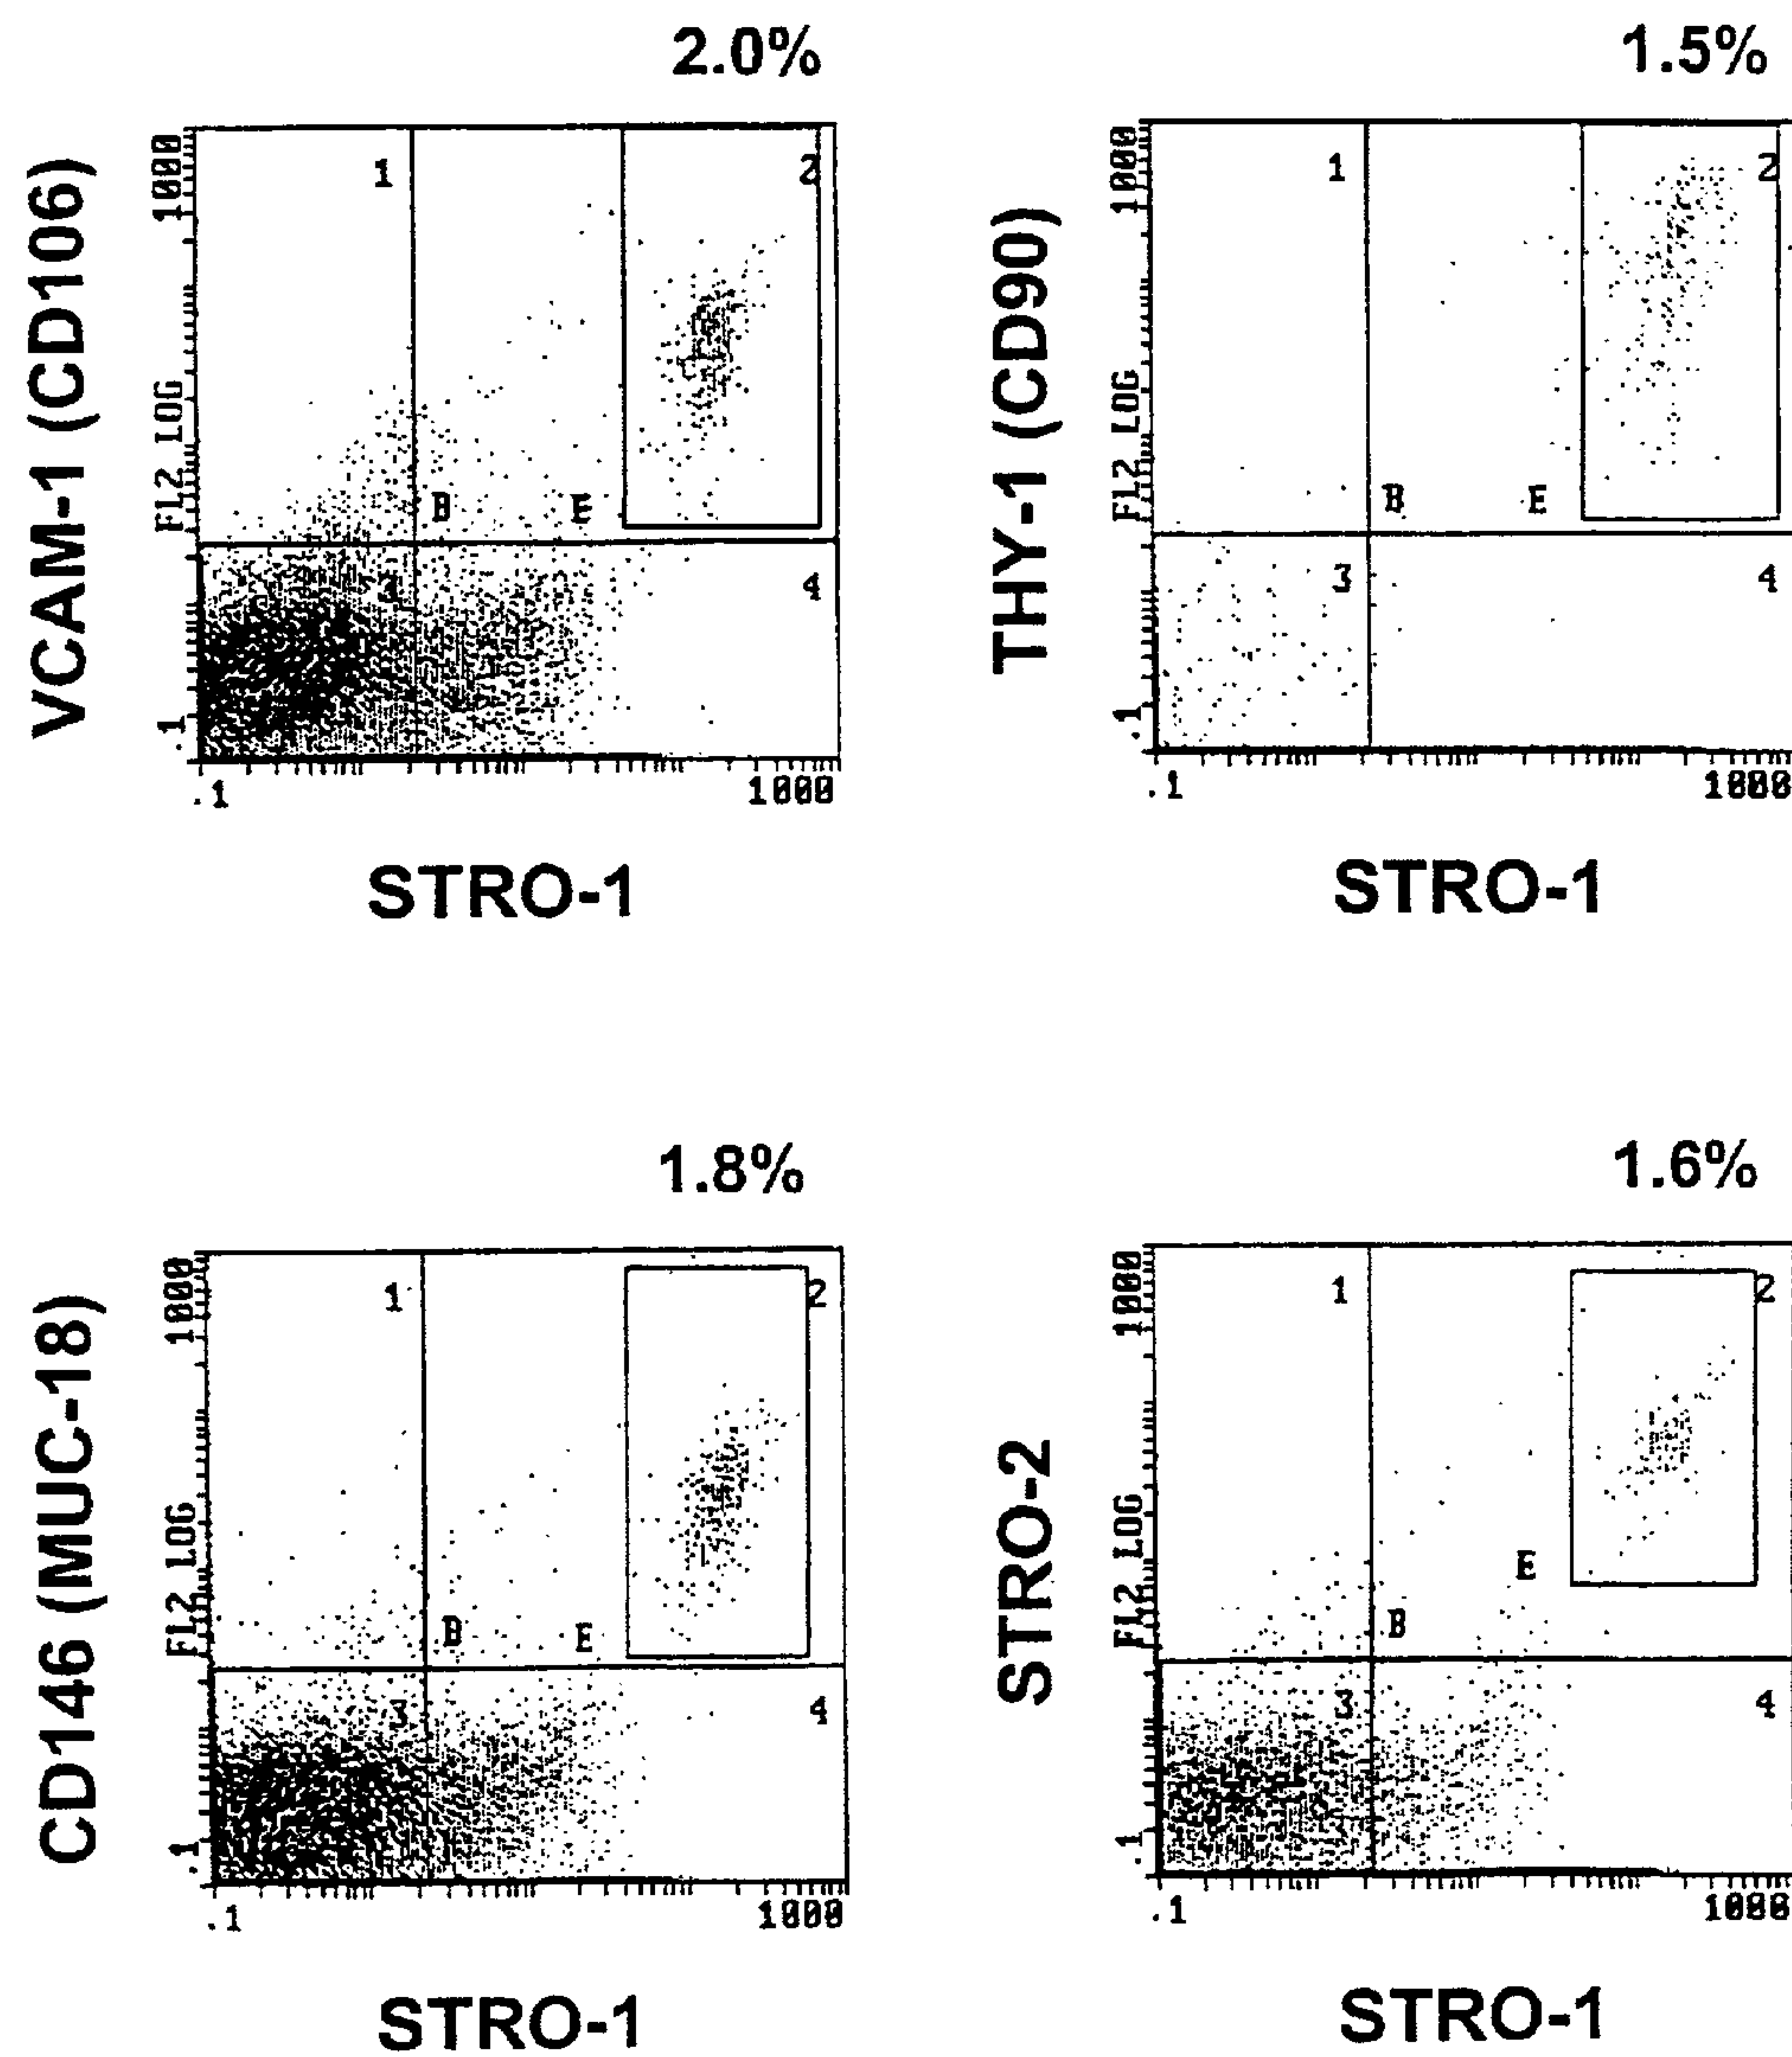 2.0%
1.5%
VCAM-1 (CD106)
1000
FL2 LOG
.1
1
2
B
E
3
4
.1
1000
STRO-1
THY-1 (CD90)
1000
FL2 LOG
.1
1
2
B
E
3
4
.1
1000
STRO-1
1.8%
1.6%
CD146 (MUC-18)
1000
FL2 LOG
.1
1
2
B
E
3
4
.1
1000
STRO-1
STRO-2
1000
FL2 LOG
.1
1
2
E
B
3
4
.1
1000
STRO-1